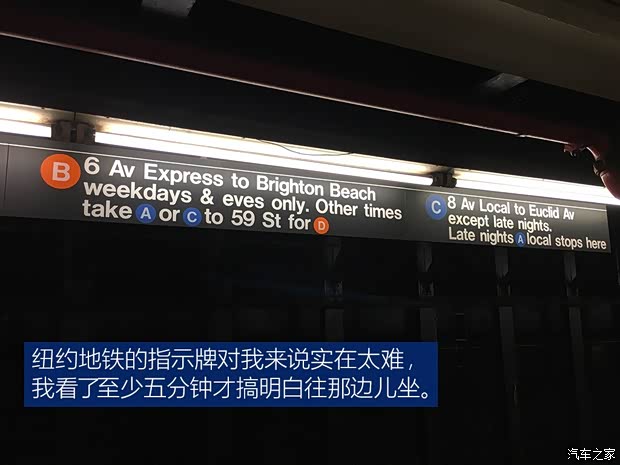 B 6 Av Express to Brighton Beach
weekdays & eves only. Other times
take A or C to 59 St for D
C 8 Av Local to Euclid Av
except late nights.
Late nights A local stops here
纽约地铁的指示牌对我来说实在太难，
我看了至少五分钟才搞明白往那边儿坐。
汽车之家